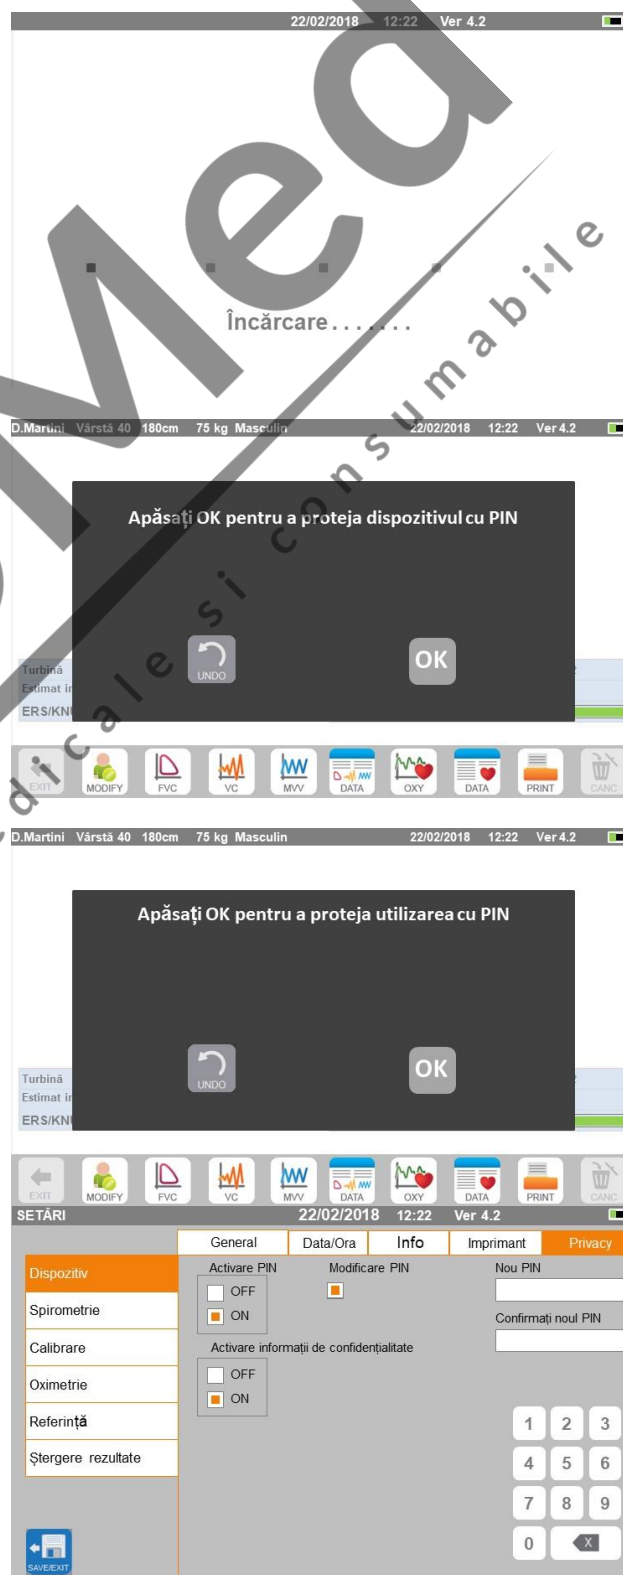 22/02/2018 12:22 Ver 4.2
Încărcare.......
D.Martini Vârstă 40 180cm 75 kg Masculin 22/02/2018 12:22 Ver 4.2
Apăsați OK pentru a proteja dispozitivul cu PIN
UNDO OK
Turbină
Estimat
ERS/KNU
EXIT MODIFY FVC VC MVV DATA OXY DATA PRINT CANC
D.Martini Vârstă 40 180cm 75 kg Masculin 22/02/2018 12:22 Ver 4.2
Apăsați OK pentru a proteja utilizarea cu PIN
UNDO OK
Turbină
Estimat
ERS/KNU
EXIT MODIFY FVC VC MVV DATA OXY DATA PRINT CANC
SETĂRI 22/02/2018 12:22 Ver 4.2
General Data/Ora Info Imprimant Privacy
Dispozitiv
Spirometrie
Calibrare
Oximetrie
Referință
Ștergere rezultate
Activare PIN Modificare PIN Nou PIN
OFF
ON
Confirmați noul PIN
Activare informații de confidențialitate
OFF
ON
1 2 3
4 5 6
7 8 9
0 X
SAVE/EXIT
Med
dicale si consumabile